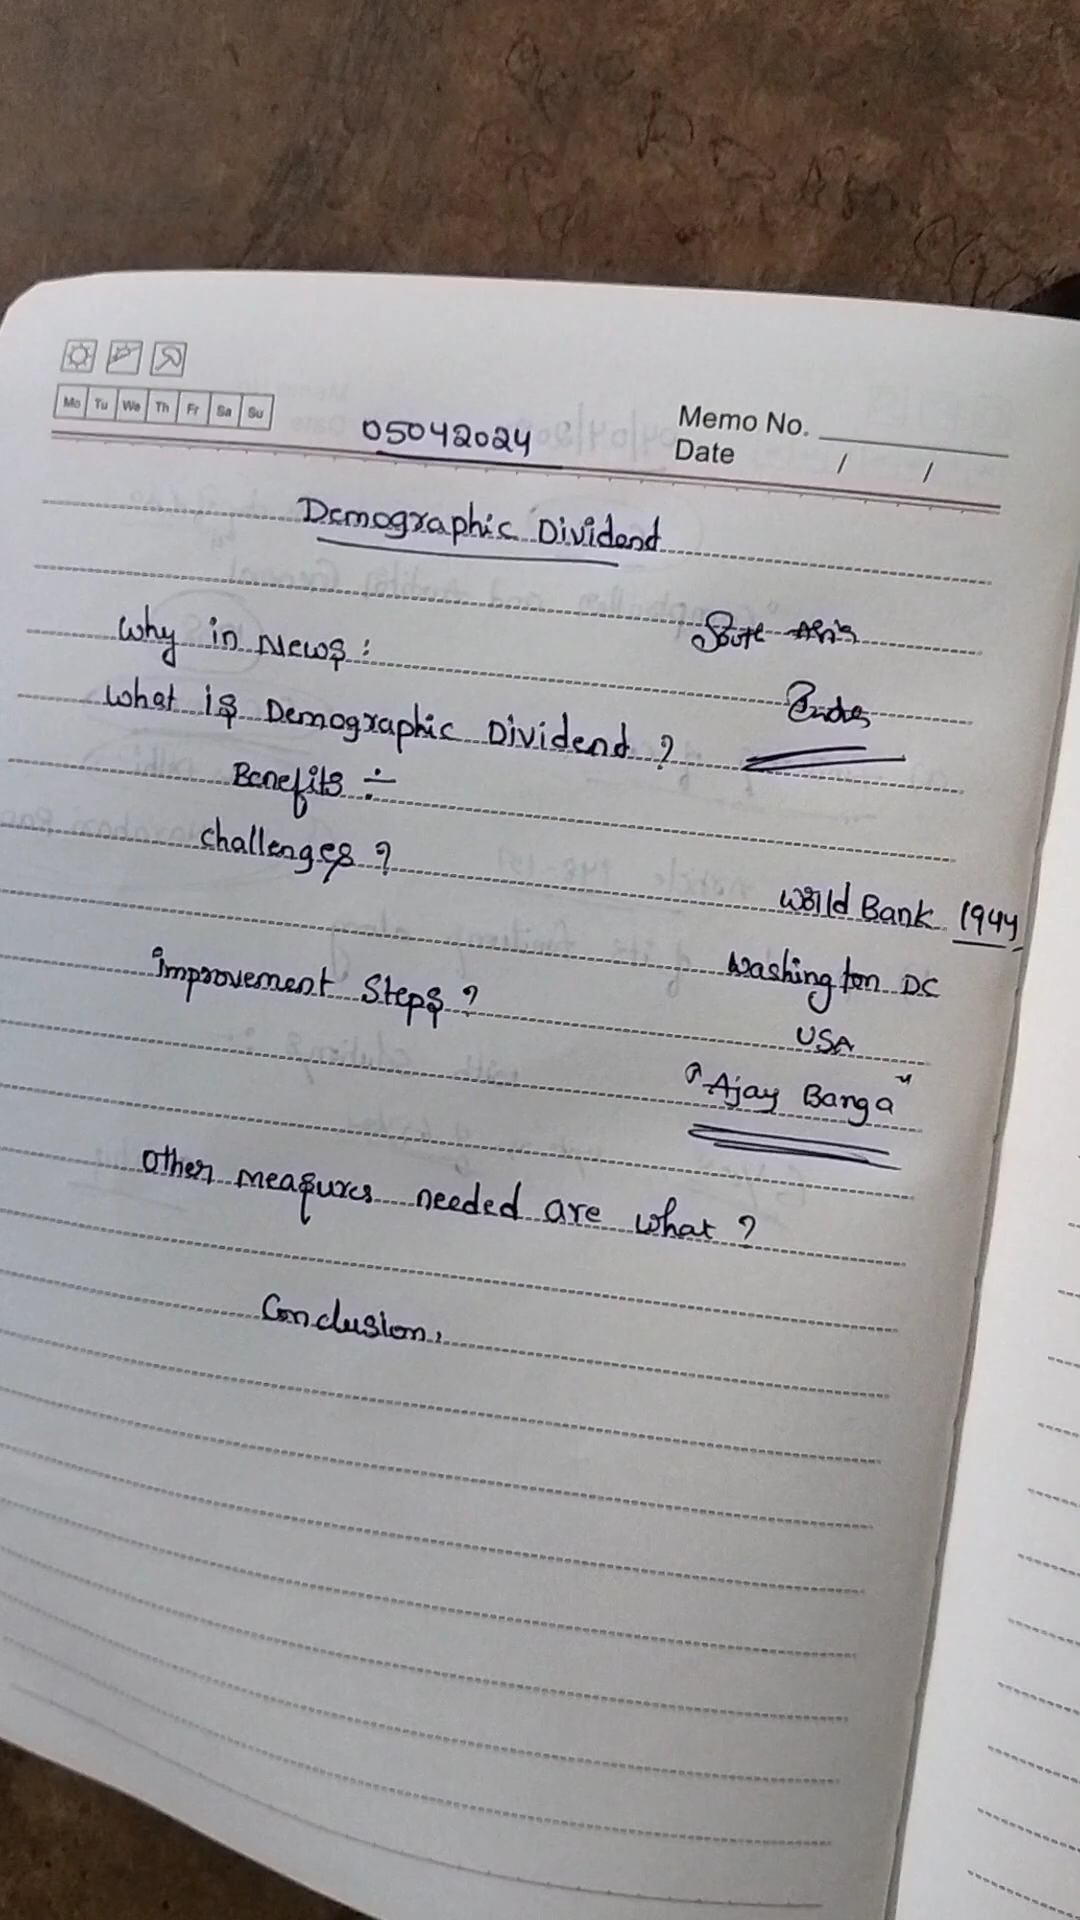 Mo Tu We Th Fr Sa Su
05042024
Memo No.
Date / /
Demographic Dividend
Why in News :
What is Demographic Dividend ?
Benefits ÷
Challenges ?
World Bank 1944
Washington DC
USA
Improvement Steps ?
"Ajay Banga"
Other measures needed are what ?
Conclusion,